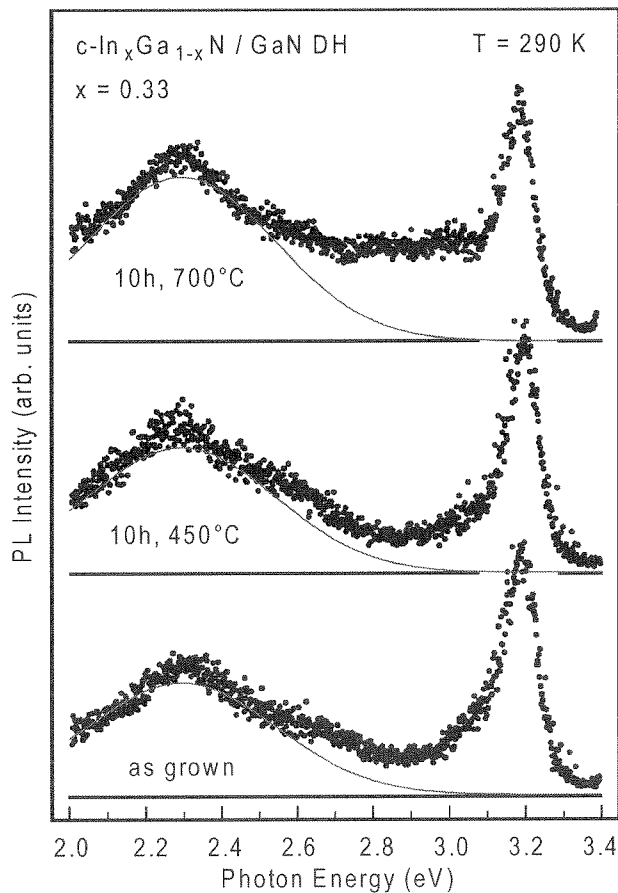 c-InₓGa₁₋ₓN / GaN DH T = 290 K
x = 0.33
10h, 700°C
10h, 450°C
as grown
PL Intensity (arb. units)
2.0 2.2 2.4 2.6 2.8 3.0 3.2 3.4
Photon Energy (eV)